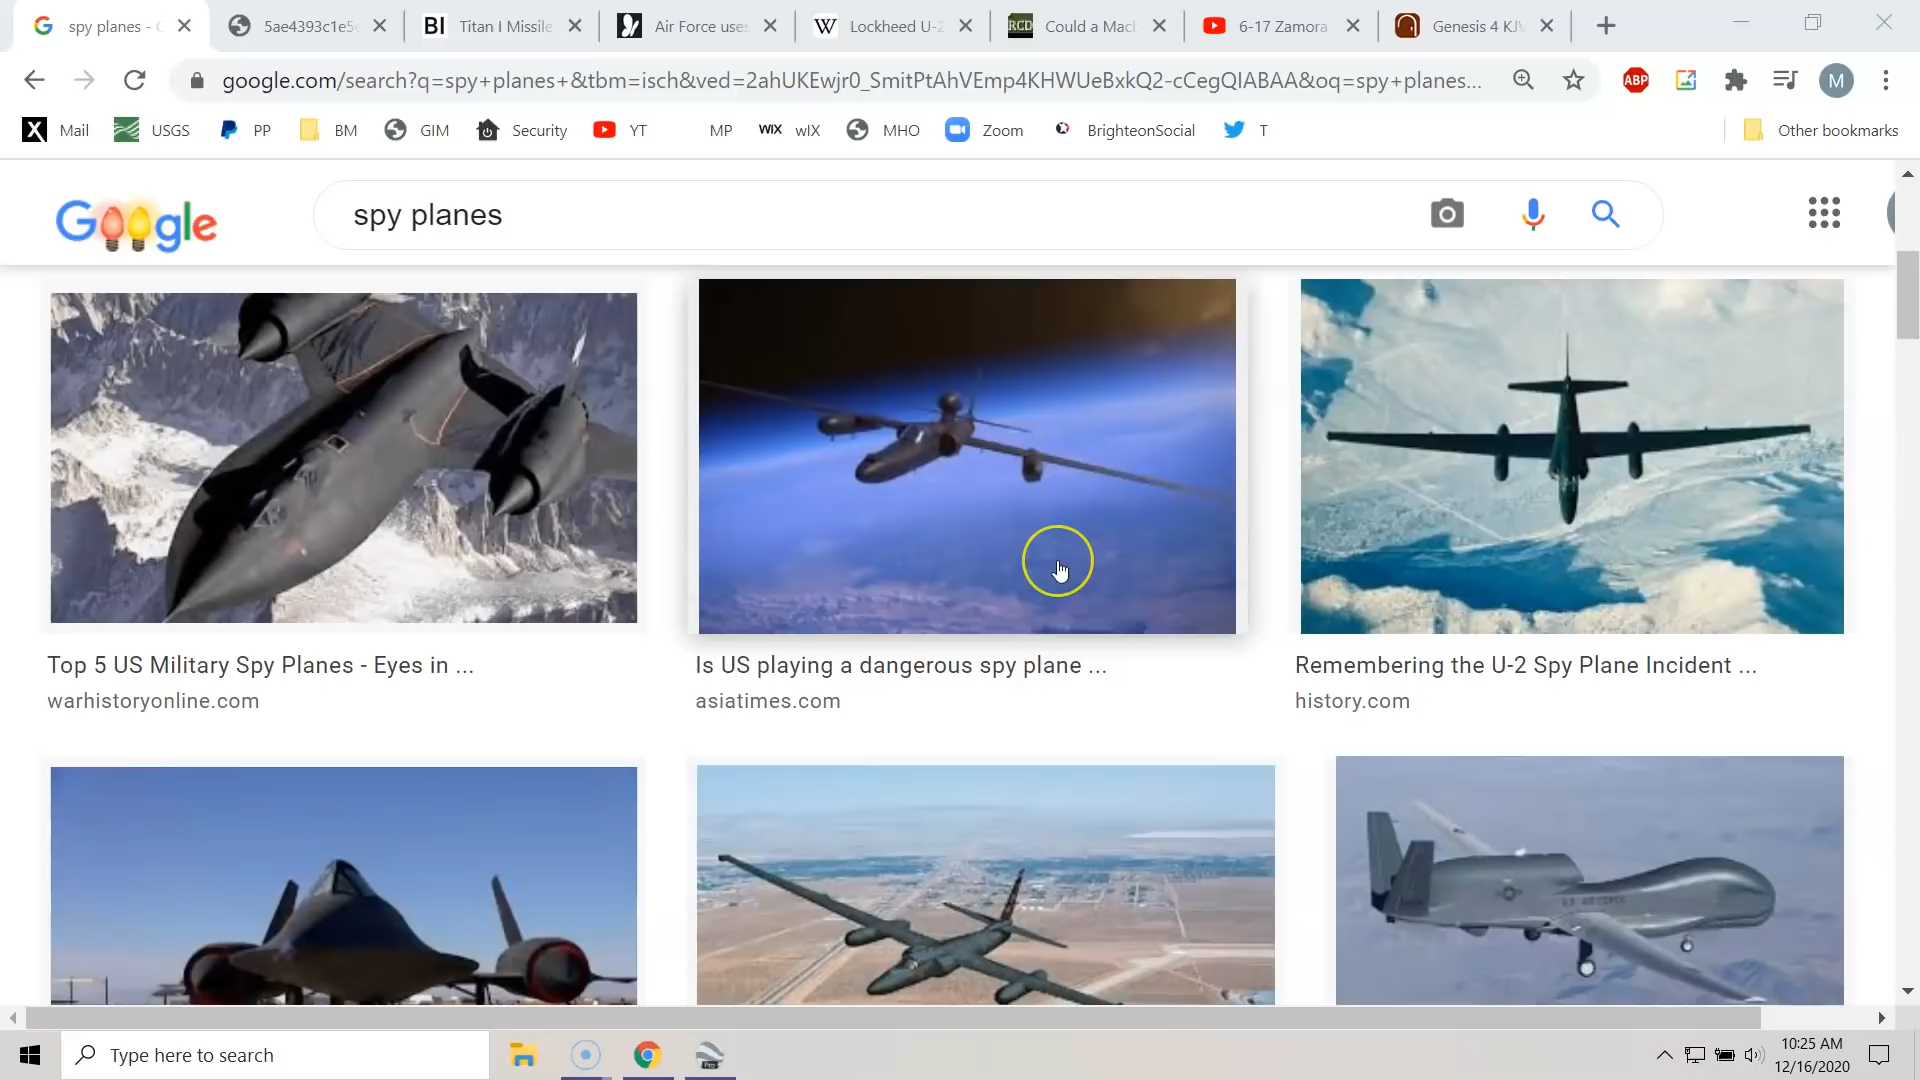 spy planes - G
5ae4393c1e5c
BI Titan I Missile
Air Force uses
W Lockheed U-2
RCD Could a Mach
6-17 Zamora
Genesis 4 KJV
google.com/search?q=spy+planes+&tbm=isch&ved=2ahUKEwjr0_SmitPtAhVEmp4KHWUeBxkQ2-cCegQIABAA&oq=spy+planes...
ABP
M
X Mail
USGS
PP
BM
GIM
Security
YT
MP
WIX wIX
MHO
Zoom
BrighteonSocial
T
Other bookmarks
Google
spy planes
Top 5 US Military Spy Planes - Eyes in ...
warhistoryonline.com
Is US playing a dangerous spy plane ...
asiatimes.com
Remembering the U-2 Spy Plane Incident ...
history.com
Type here to search
Pro
10:25 AM
12/16/2020